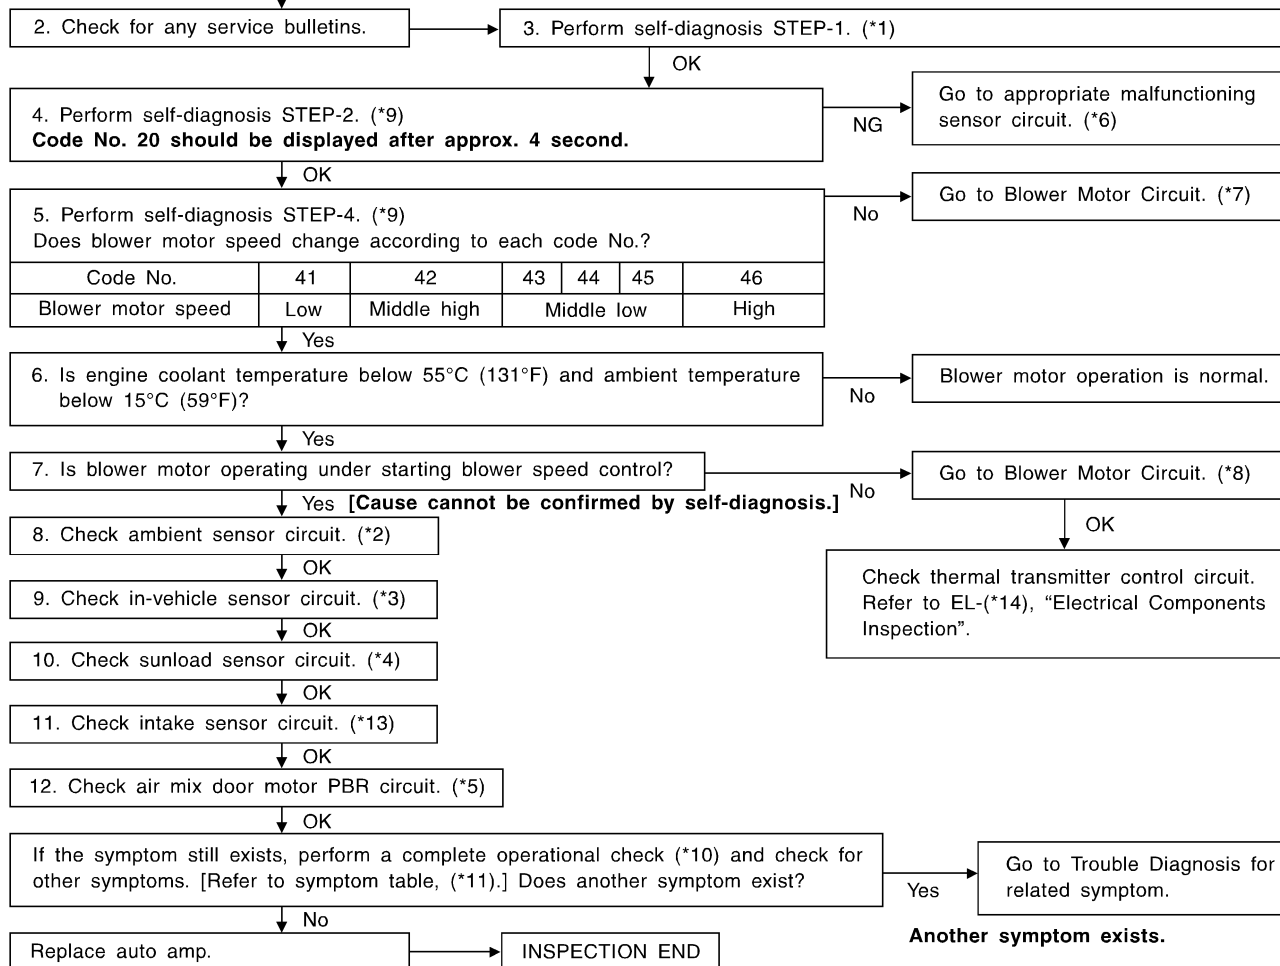 2. Check for any service bulletins.
3. Perform self-diagnosis STEP-1. (*1)
OK
4. Perform self-diagnosis STEP-2. (*9)
Code No. 20 should be displayed after approx. 4 second.
NG
Go to appropriate malfunctioning
sensor circuit. (*6)
OK
5. Perform self-diagnosis STEP-4. (*9)
Does blower motor speed change according to each code No.?
No
Go to Blower Motor Circuit. (*7)
Code No. 41 42 43 44 45 46
Blower motor speed Low Middle high Middle low High
Yes
6. Is engine coolant temperature below 55°C (131°F) and ambient temperature
below 15°C (59°F)?
No
Blower motor operation is normal.
Yes
7. Is blower motor operating under starting blower speed control?
No
Go to Blower Motor Circuit. (*8)
Yes [Cause cannot be confirmed by self-diagnosis.]
OK
Check thermal transmitter control circuit.
Refer to EL-(*14), “Electrical Components
Inspection”.
8. Check ambient sensor circuit. (*2)
OK
9. Check in-vehicle sensor circuit. (*3)
OK
10. Check sunload sensor circuit. (*4)
OK
11. Check intake sensor circuit. (*13)
OK
12. Check air mix door motor PBR circuit. (*5)
OK
If the symptom still exists, perform a complete operational check (*10) and check for
other symptoms. [Refer to symptom table, (*11).] Does another symptom exist?
Yes
Go to Trouble Diagnosis for
related symptom.
Another symptom exists.
No
Replace auto amp.
INSPECTION END